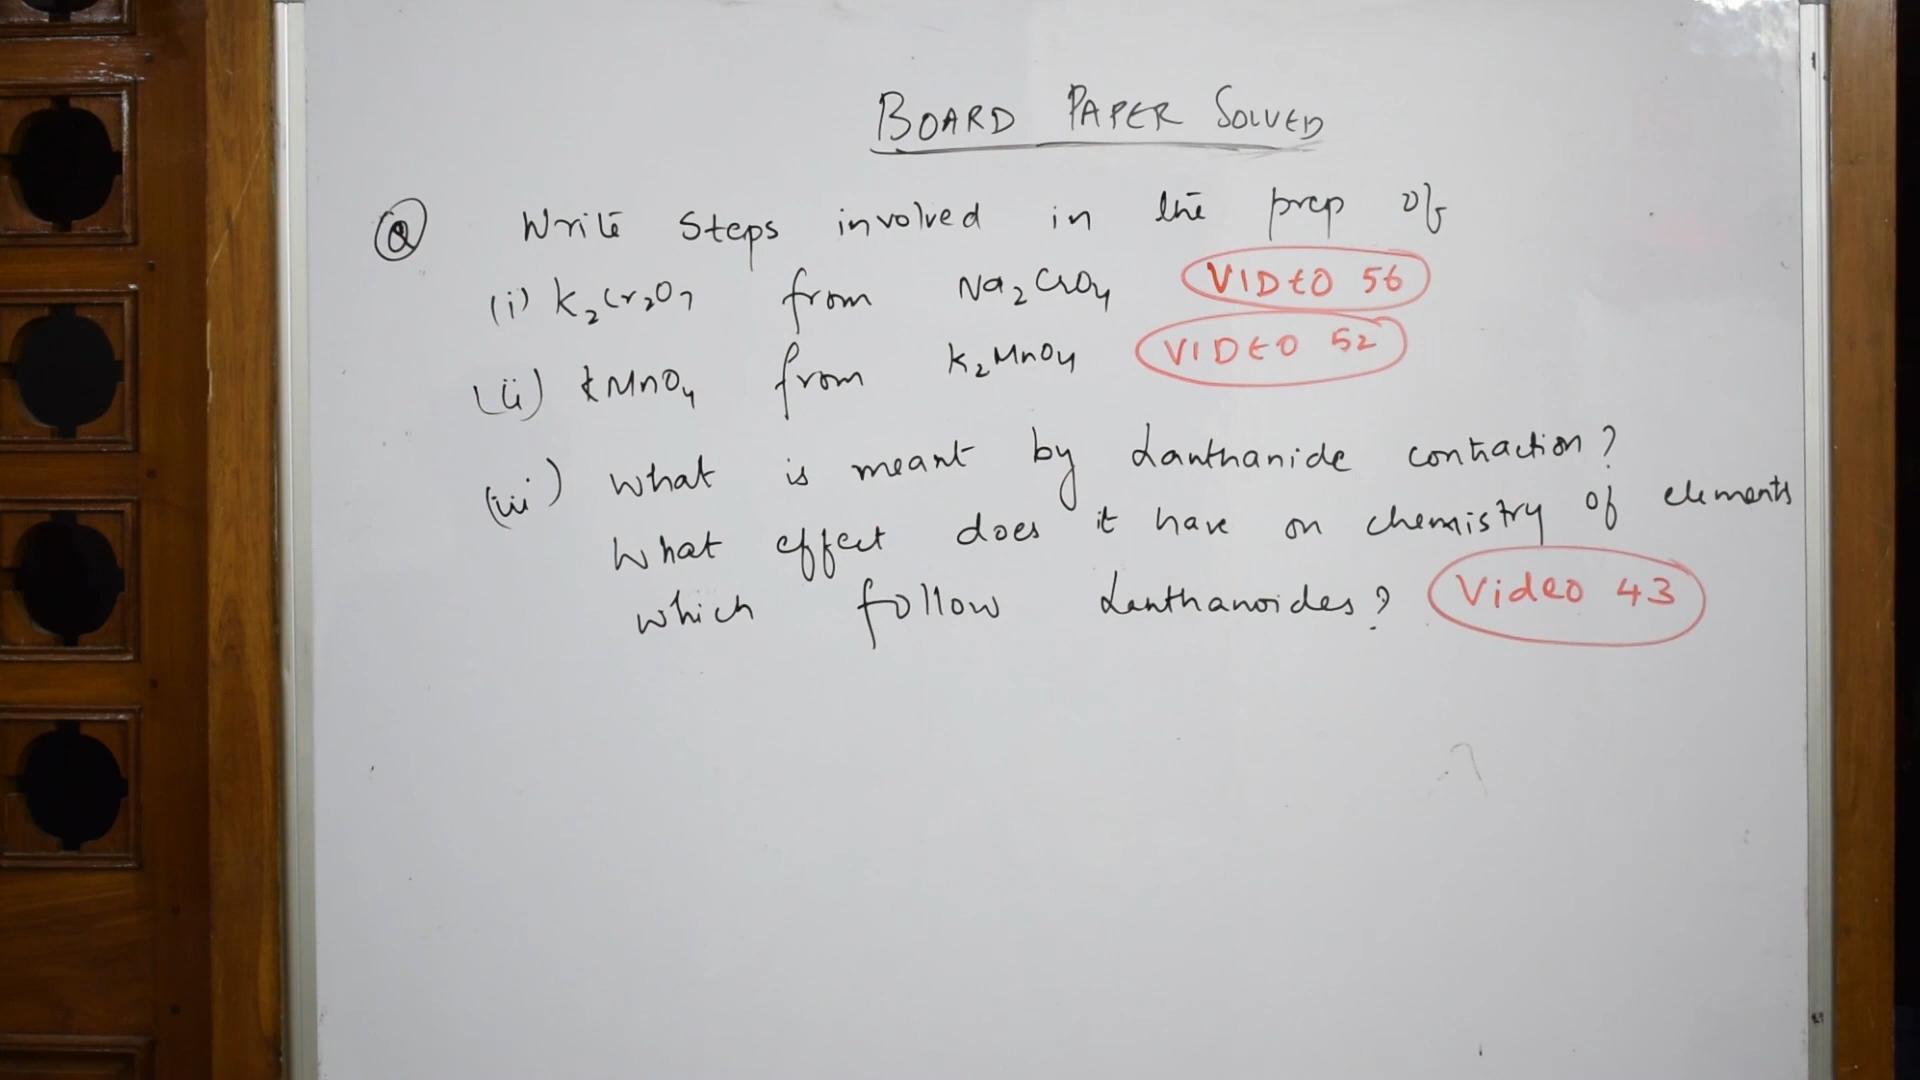 BOARD PAPER SOLVED
Q Write Steps involved in the prep of
(i) K₂Cr₂O₇ from Na₂CrO₄ VIDEO 56
(ii) KMnO₄ from K₂MnO₄ VIDEO 52
(iii) What is meant by Lanthanide contraction?
What effect does it have on chemistry of elements
which follow Lanthanoides? Video 43